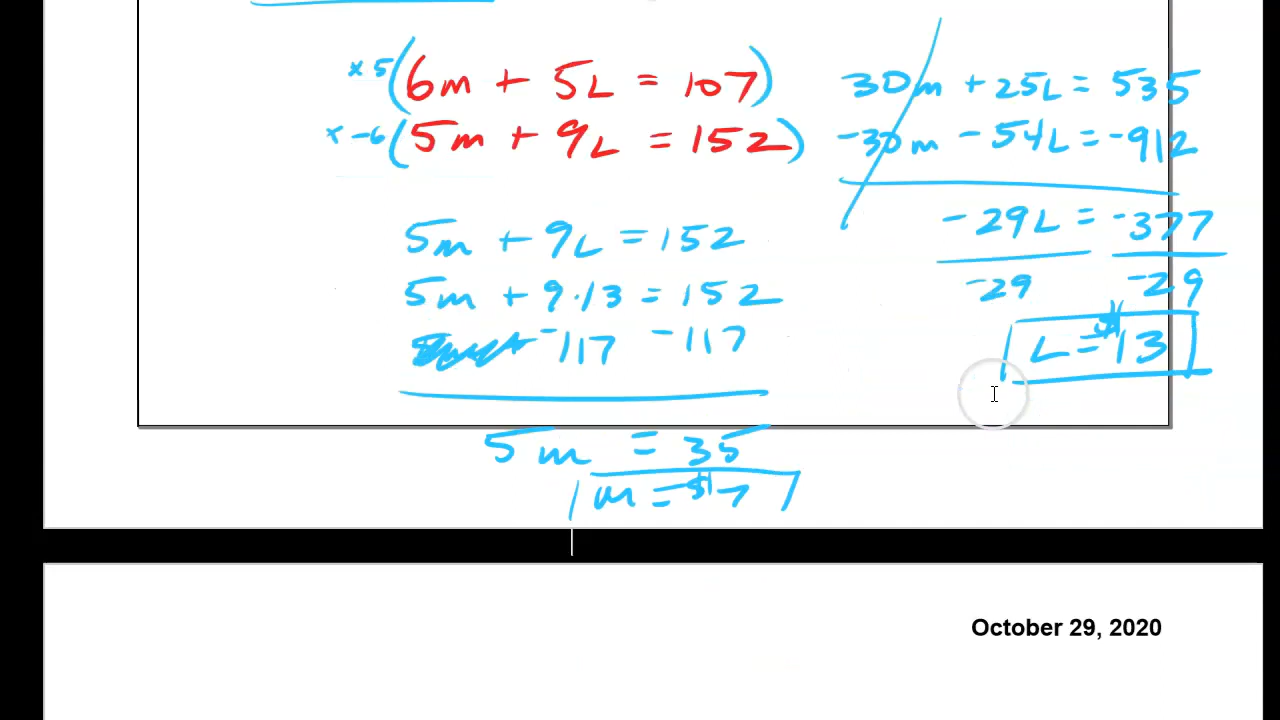 ×5(6m + 5L = 107)
×-6(5m + 9L = 152)
30m + 25L = 535
-30m - 54L = -912
-29L = -377
-29 -29
L = $13
5m + 9L = 152
5m + 9·13 = 152
-117 -117
5m = 35
m = $7
October 29, 2020